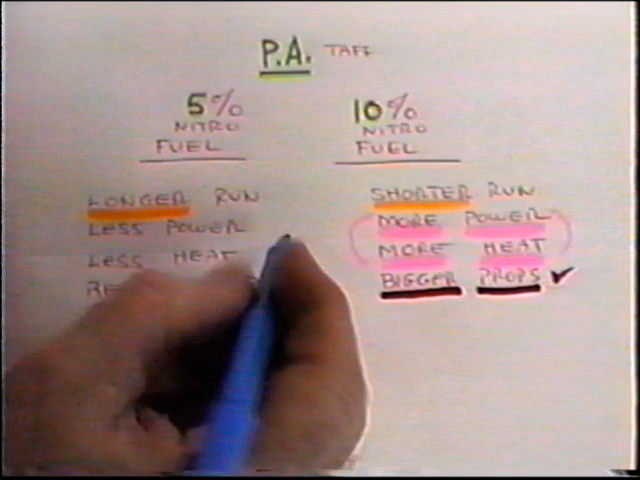 P.A. TAFF
5%
NITRO
FUEL
LONGER RUN
LESS POWER
LESS HEAT
10%
NITRO
FUEL
SHORTER RUN
MORE POWER
MORE HEAT
BIGGER PROPS ✓